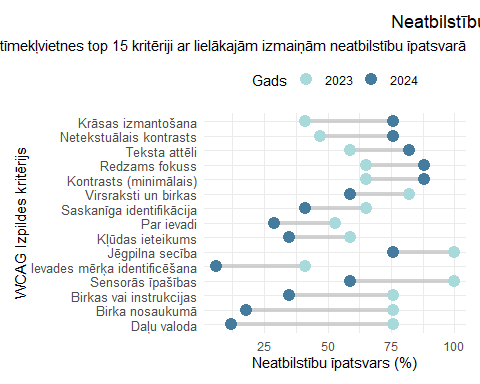 Neatbilstību
tīmekļvietnes top 15 kritēriji ar lielākajām izmaiņām neatbilstību īpatsvarā
Gads 2023 2024
WCAG Izpildes kritērijs
Krāsas izmantošana
Netekstuālais kontrasts
Teksta attēli
Redzams fokuss
Kontrasts (minimālais)
Virsraksti un birkas
Saskanīga identifikācija
Par ievadi
Kļūdas ieteikums
Jēgpilna secība
Ievades mērķa identificēšana
Sensorās īpašības
Birkas vai instrukcijas
Birka nosaukumā
Daļu valoda
25 50 75 100
Neatbilstību īpatsvars (%)